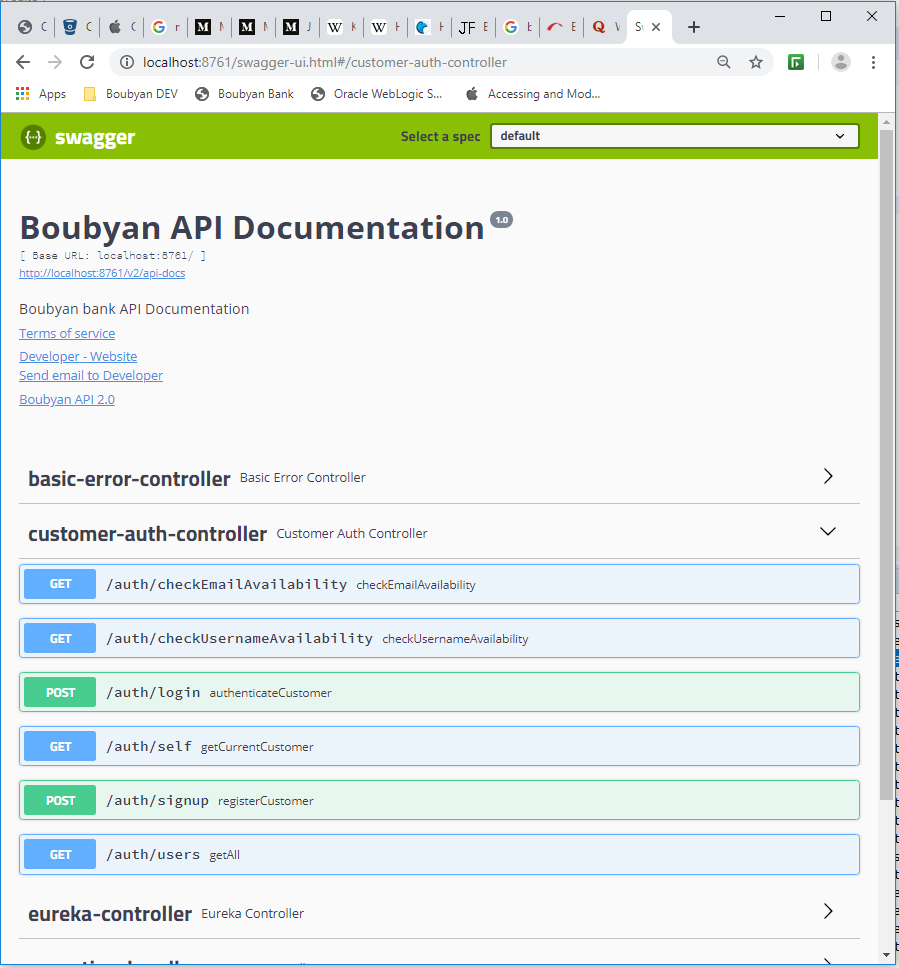 localhost:8761/swagger-ui.html#/customer-auth-controller
Apps Boubyan DEV Boubyan Bank Oracle WebLogic S... Accessing and Mod...
swagger Select a spec default
Boubyan API Documentation 1.0
[ Base URL: localhost:8761/ ]
http://localhost:8761/v2/api-docs
Boubyan bank API Documentation
Terms of service
Developer - Website
Send email to Developer
Boubyan API 2.0
basic-error-controller Basic Error Controller
customer-auth-controller Customer Auth Controller
GET /auth/checkEmailAvailability checkEmailAvailability
GET /auth/checkUsernameAvailability checkUsernameAvailability
POST /auth/login authenticateCustomer
GET /auth/self getCurrentCustomer
POST /auth/signup registerCustomer
GET /auth/users getAll
eureka-controller Eureka Controller